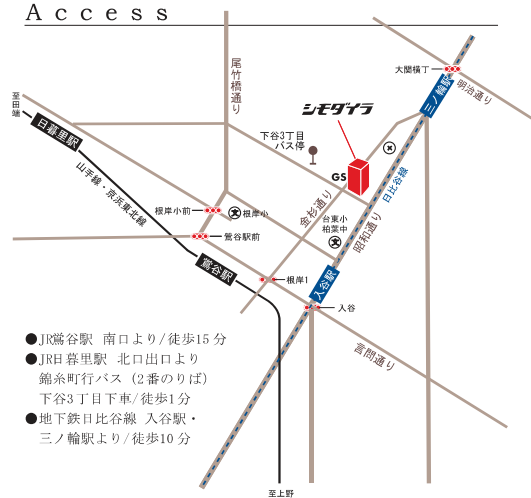 Access
尾竹橋通り
大関横丁
明治通り
三ノ輪駅
至田端
日暮里駅
シモダイラ
下谷3丁目
バス停
GS
日比谷線
山手線・京浜東北線
金杉通り
昭和通り
根岸小前
根岸小
台東小
柏葉中
鶯谷駅前
鶯谷駅
根岸1
入谷駅
入谷
言問通り
●JR鶯谷駅 南口より/徒歩15分
●JR日暮里駅 北口出口より
錦糸町行バス（2番のりば）
下谷3丁目下車/徒歩1分
●地下鉄日比谷線 入谷駅・
三ノ輪駅より/徒歩10分
至上野